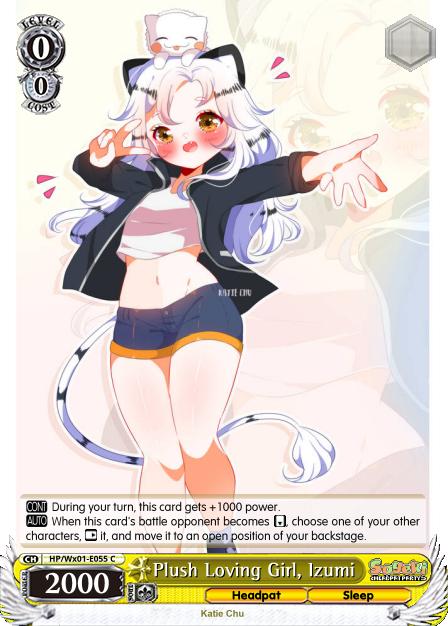 LEVEL
0
0
COST
KATIE CHU
CONT During your turn, this card gets +1000 power.
AUTO When this card's battle opponent becomes , choose one of your other
characters, it, and move it to an open position of your backstage.
CH HP/Wx01-E055 C
POWER 2000 SOUL Plush Loving Girl, Izumi
Headpat Sleep
Katie Chu